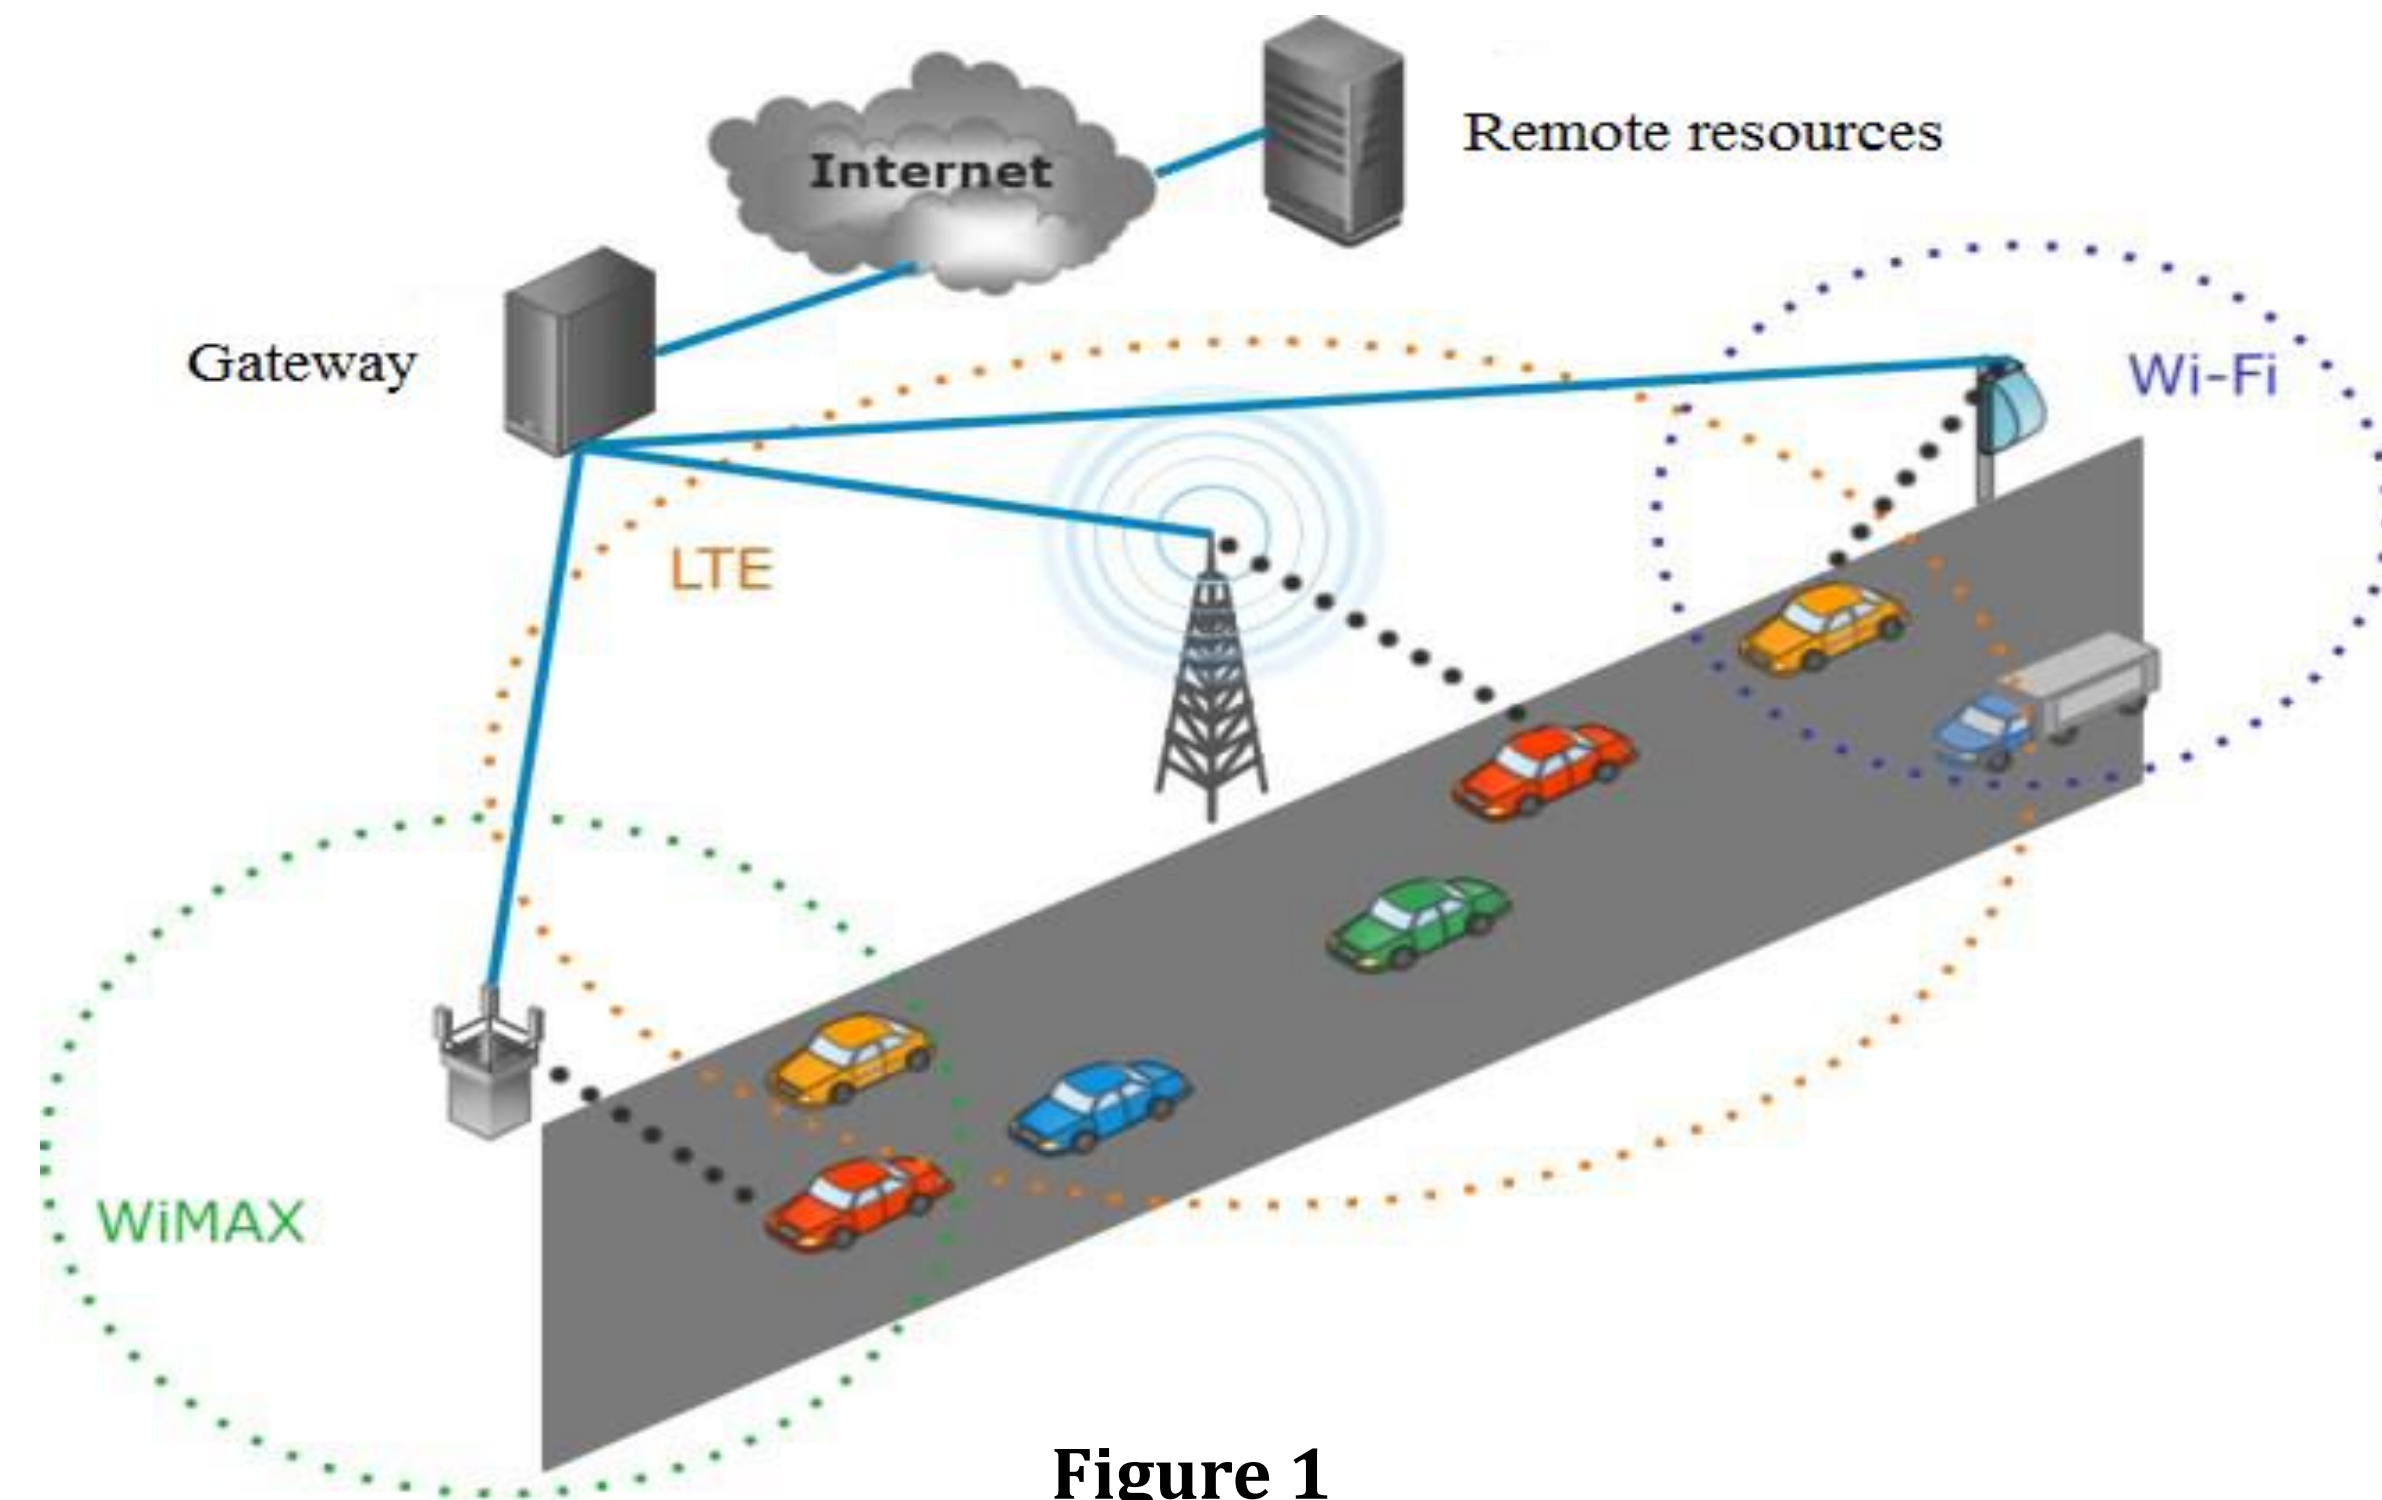 Internet
Remote resources
Gateway
Wi-Fi
LTE
WiMAX
Figure 1